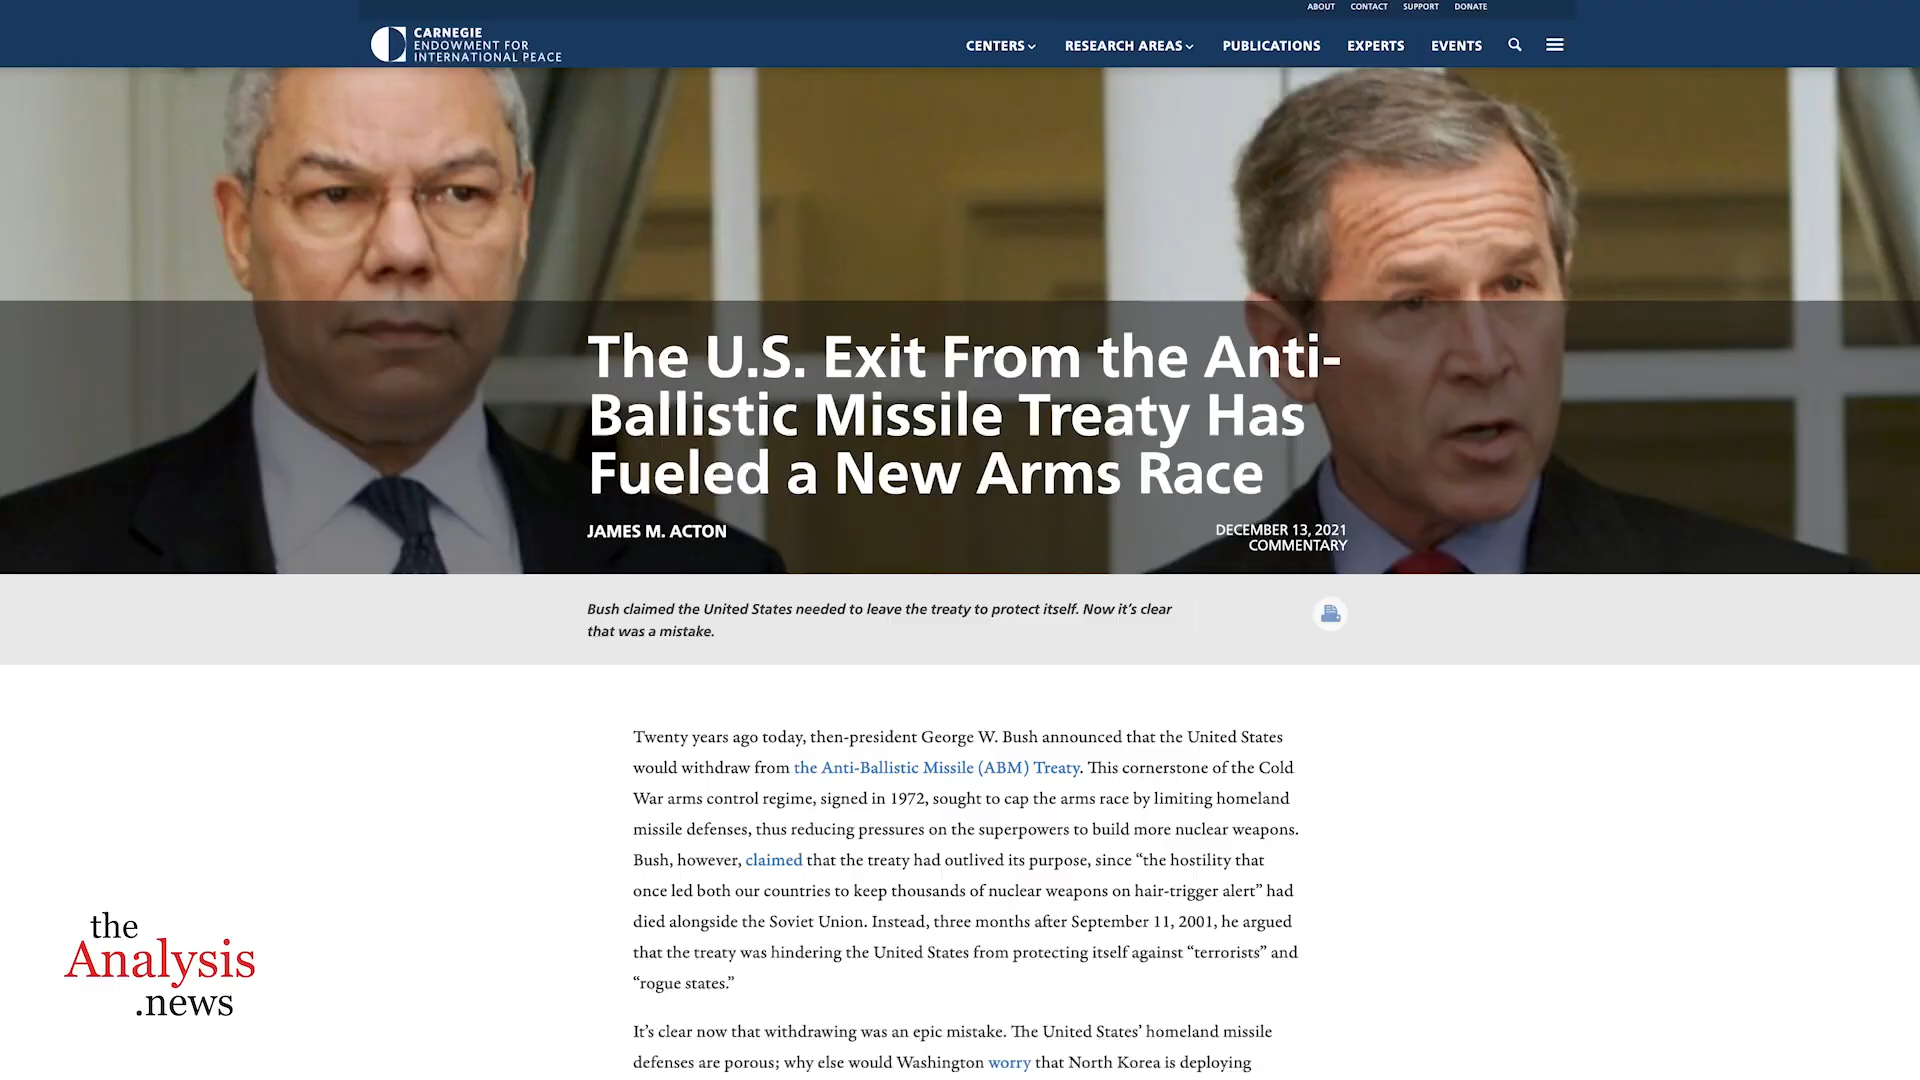 ABOUT CONTACT SUPPORT DONATE
CARNEGIE
ENDOWMENT FOR
INTERNATIONAL PEACE
CENTERS RESEARCH AREAS PUBLICATIONS EXPERTS EVENTS
The U.S. Exit From the Anti-
Ballistic Missile Treaty Has
Fueled a New Arms Race
JAMES M. ACTON
DECEMBER 13, 2021
COMMENTARY
Bush claimed the United States needed to leave the treaty to protect itself. Now it’s clear
that was a mistake.
Twenty years ago today, then-president George W. Bush announced that the United States
would withdraw from the Anti-Ballistic Missile (ABM) Treaty. This cornerstone of the Cold
War arms control regime, signed in 1972, sought to cap the arms race by limiting homeland
missile defenses, thus reducing pressures on the superpowers to build more nuclear weapons.
Bush, however, claimed that the treaty had outlived its purpose, since “the hostility that
once led both our countries to keep thousands of nuclear weapons on hair-trigger alert” had
died alongside the Soviet Union. Instead, three months after September 11, 2001, he argued
that the treaty was hindering the United States from protecting itself against “terrorists” and
“rogue states.”
It’s clear now that withdrawing was an epic mistake. The United States’ homeland missile
defenses are porous; why else would Washington worry that North Korea is deploying
the
Analysis
.news